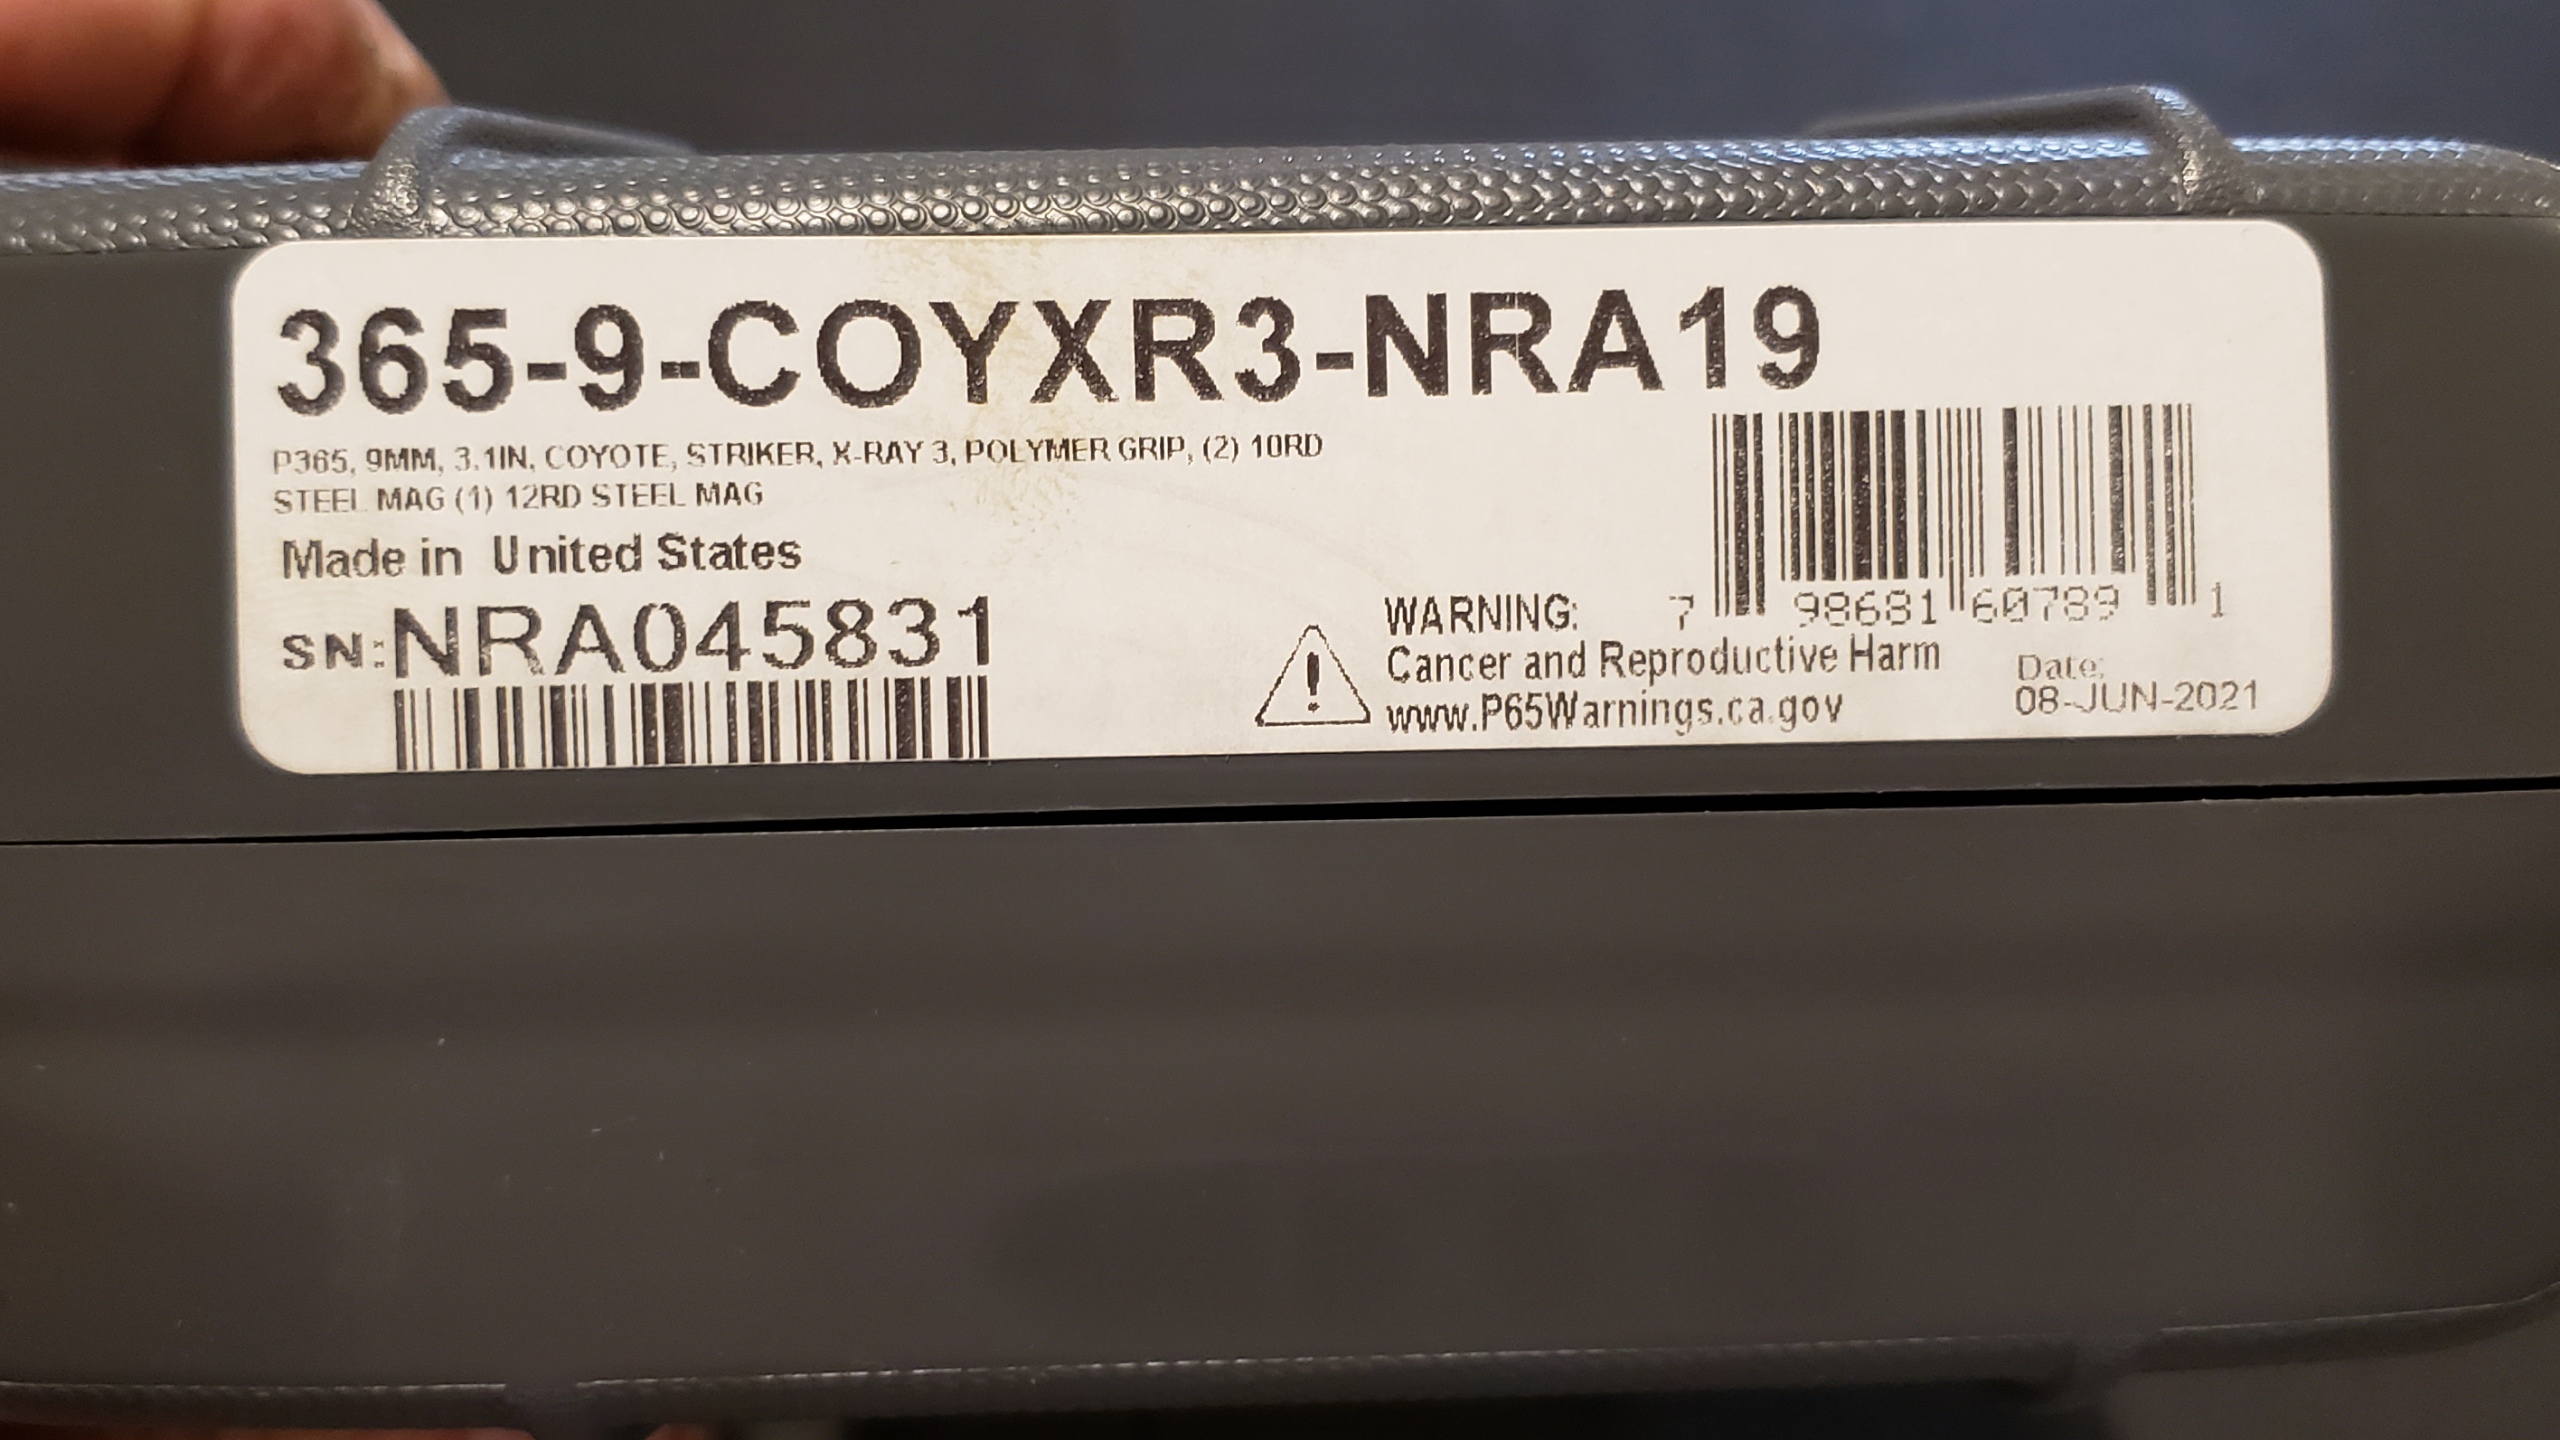 365-9-COYXR3-NRA19
P365, 9MM, 3.1IN, COYOTE, STRIKER, X-RAY 3, POLYMER GRIP, (2) 10RD
STEEL MAG (1) 12RD STEEL MAG
Made in United States
SN:NRA045831
7 98681 60789 1
WARNING:
Cancer and Reproductive Harm
www.P65Warnings.ca.gov
Date:
08-JUN-2021